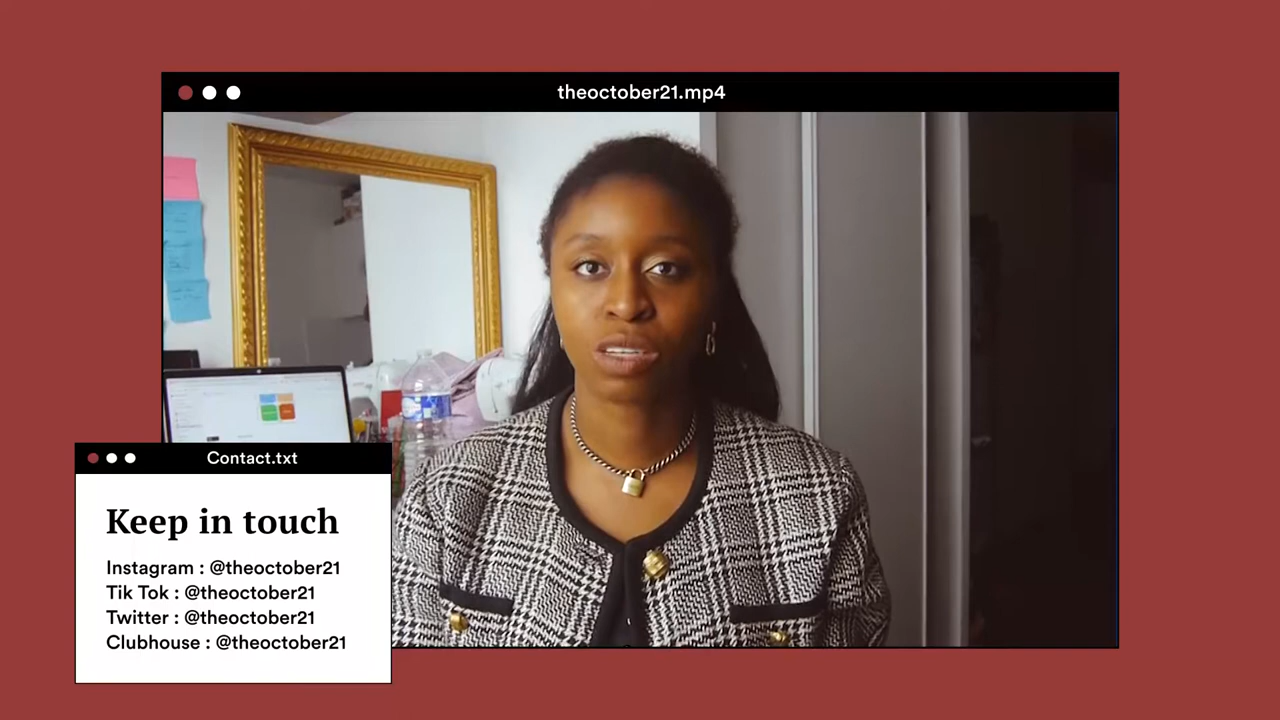 theoctober21.mp4
Contact.txt
Keep in touch
Instagram : @theoctober21
Tik Tok : @theoctober21
Twitter : @theoctober21
Clubhouse : @theoctober21